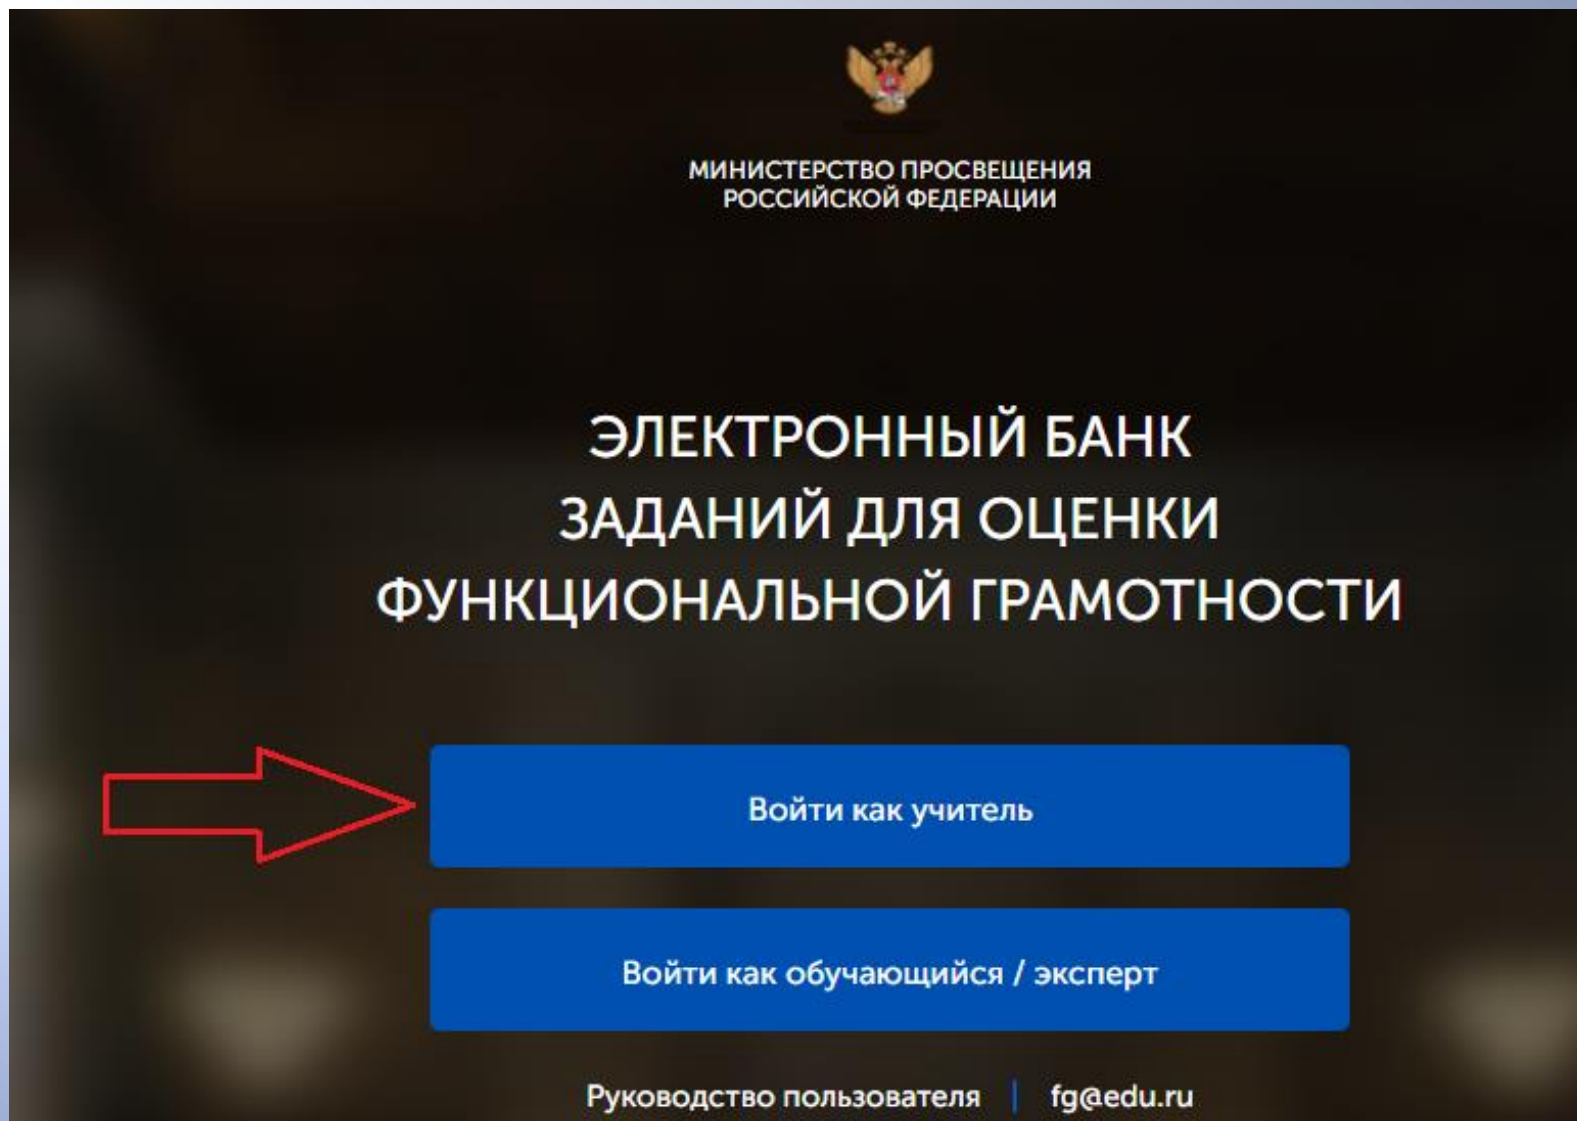 МИНИСТЕРСТВО ПРОСВЕЩЕНИЯ
РОССИЙСКОЙ ФЕДЕРАЦИИ
ЭЛЕКТРОННЫЙ БАНК
ЗАДАНИЙ ДЛЯ ОЦЕНКИ
ФУНКЦИОНАЛЬНОЙ ГРАМОТНОСТИ
Войти как учитель
Войти как обучающийся / эксперт
Руководство пользователя | fg@edu.ru